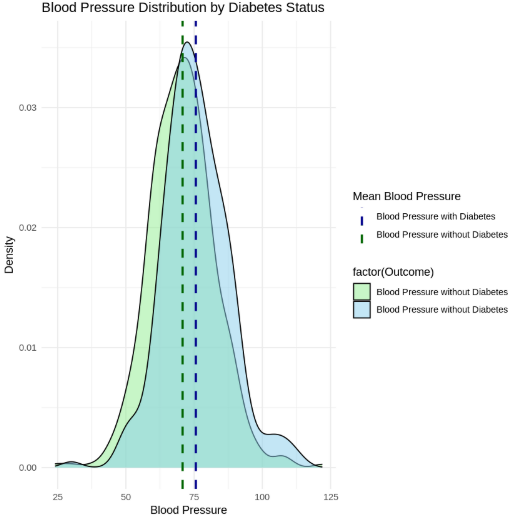 Blood Pressure Distribution by Diabetes Status
0.03
0.02
0.01
0.00
Density
25
50
75
100
125
Blood Pressure
Mean Blood Pressure
Blood Pressure with Diabetes
Blood Pressure without Diabetes
factor(Outcome)
Blood Pressure without Diabetes
Blood Pressure without Diabetes